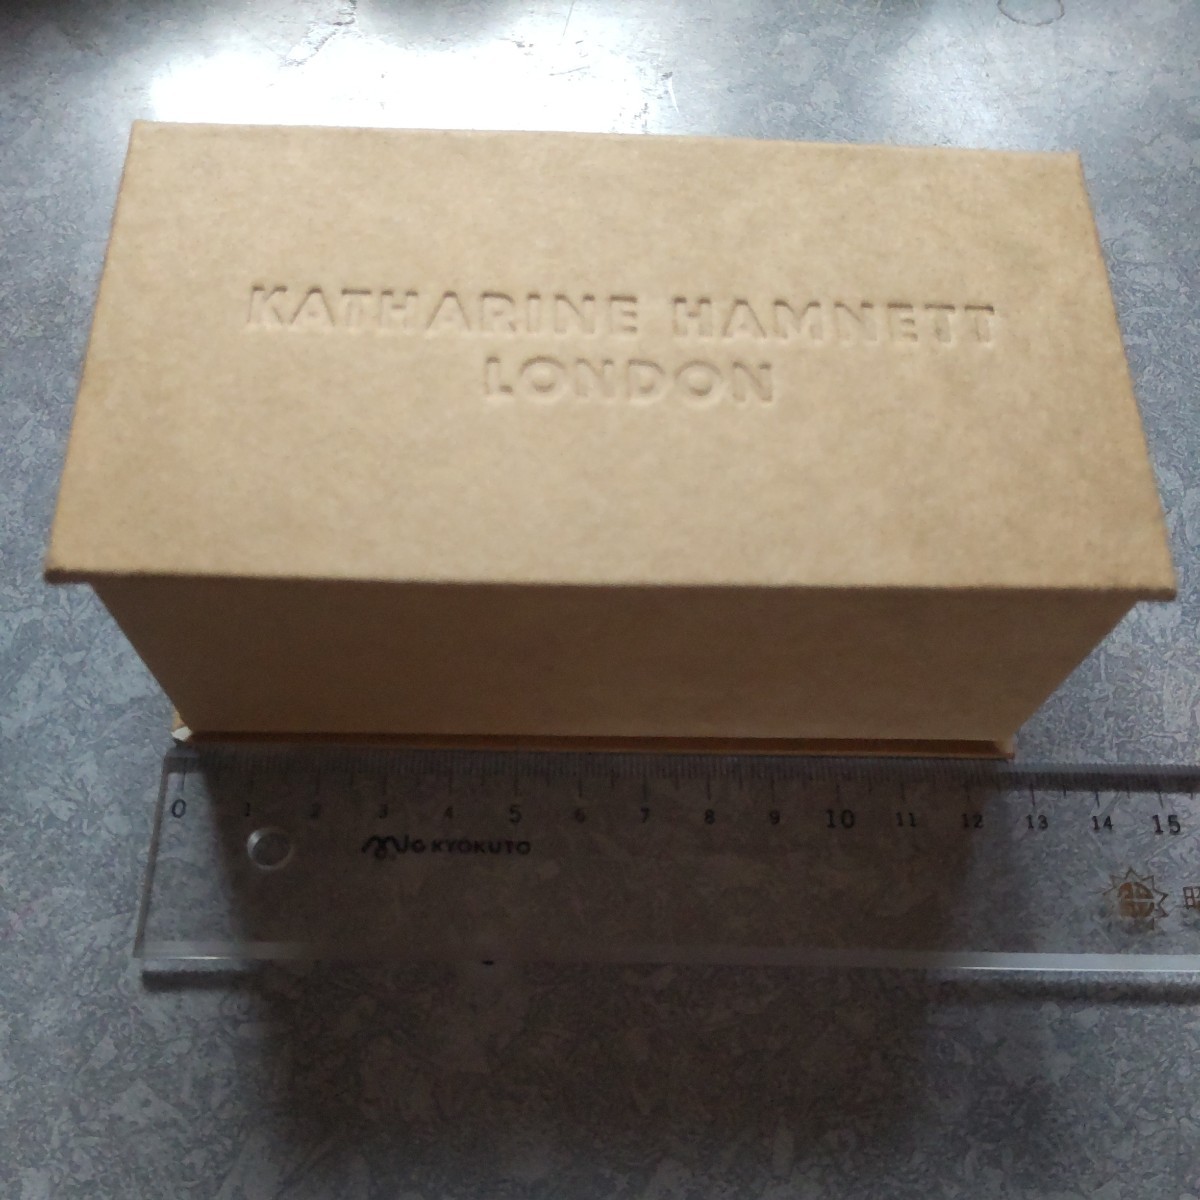 KATHARINE HAMNETT
LONDON
0 1 2 3 4 5 6 7 8 9 10 11 12 13 14 15
KYOKUTO